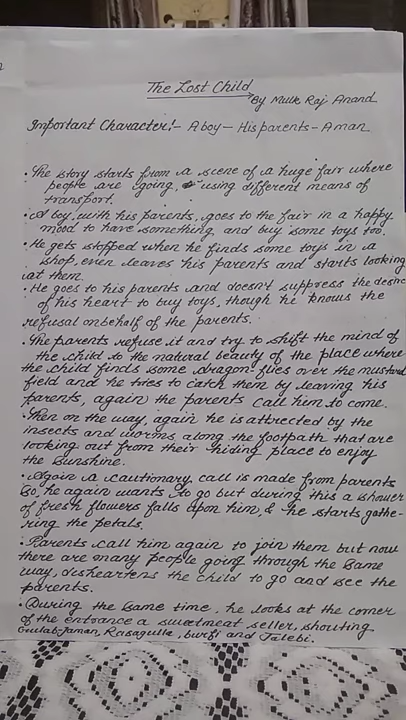 The Lost Child
By Mulk Raj Anand
Important Character:- A boy - His parents - A man
• The story starts from a scene of a huge fair where
people are going, using different means of
transport.
• A boy, with his parents, goes to the fair in a happy
mood to have something, and buy some toys too.
• He gets stopped when he finds some toys in a
shop, even leaves his parents and starts looking
at them.
• He goes to his parents and doesn't suppress the desire
of his heart to buy toys, though he knows the
refusal onbehalf of the parents.
• The parents refuse it and try to shift the mind of
the child to the natural beauty of the place where
the child finds some dragon flies over the mustard
field and he tries to catch them by leaving his
parents, again the parents call him to come.
• Then on the way, again he is attrected by the
insects and worms along the footpath that are
looking out from their hiding place to enjoy
the sunshine.
• Again a cautionary call is made from parents
so, he again wants to go but during this a shower
of fresh flowers falls upon him, & he starts gathe-
ring the petals.
• Parents call him again to join them but now
there are many people going through the same
way, disheartens the child to go and see the
parents.
• During the same time, he looks at the corner
of the entrance a sweetmeat seller, shouting
Gulab-Jaman, Rasagulla, burfi and Jalebi.